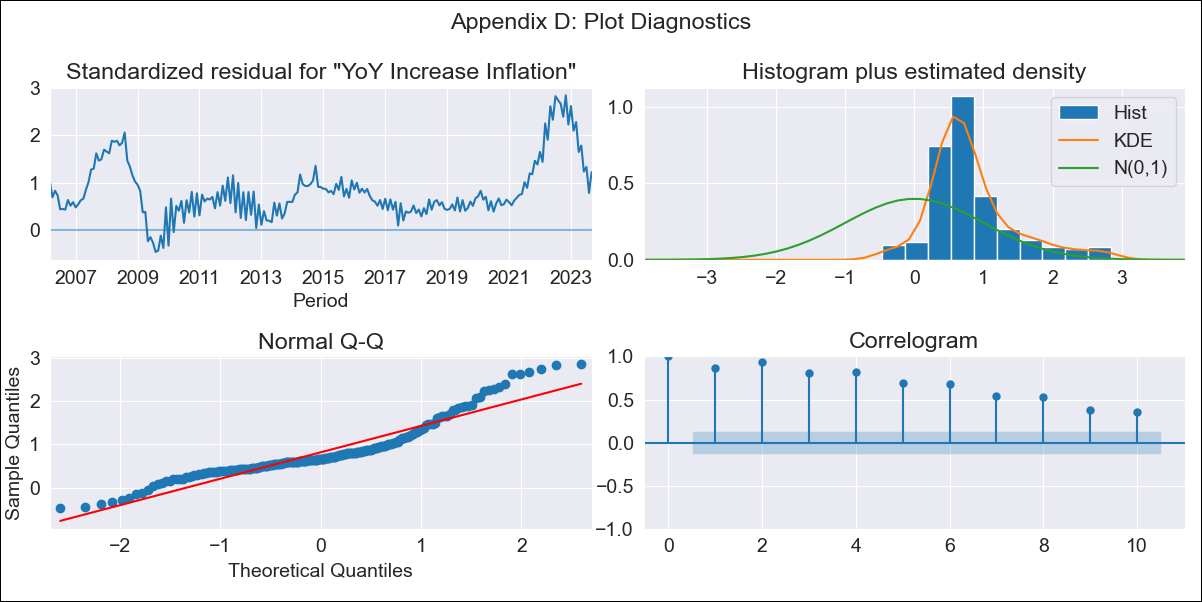 Appendix D: Plot Diagnostics
Standardized residual for "YoY Increase Inflation"
3
2
1
0
2007 2009 2011 2013 2015 2017 2019 2021 2023
Period
Histogram plus estimated density
1.0
0.5
0.0
Hist
KDE
N(0,1)
−3 −2 −1 0 1 2 3
Normal Q-Q
Sample Quantiles
3
2
1
0
−2 −1 0 1 2
Theoretical Quantiles
Correlogram
1.0
0.5
0.0
−0.5
−1.0
0 2 4 6 8 10